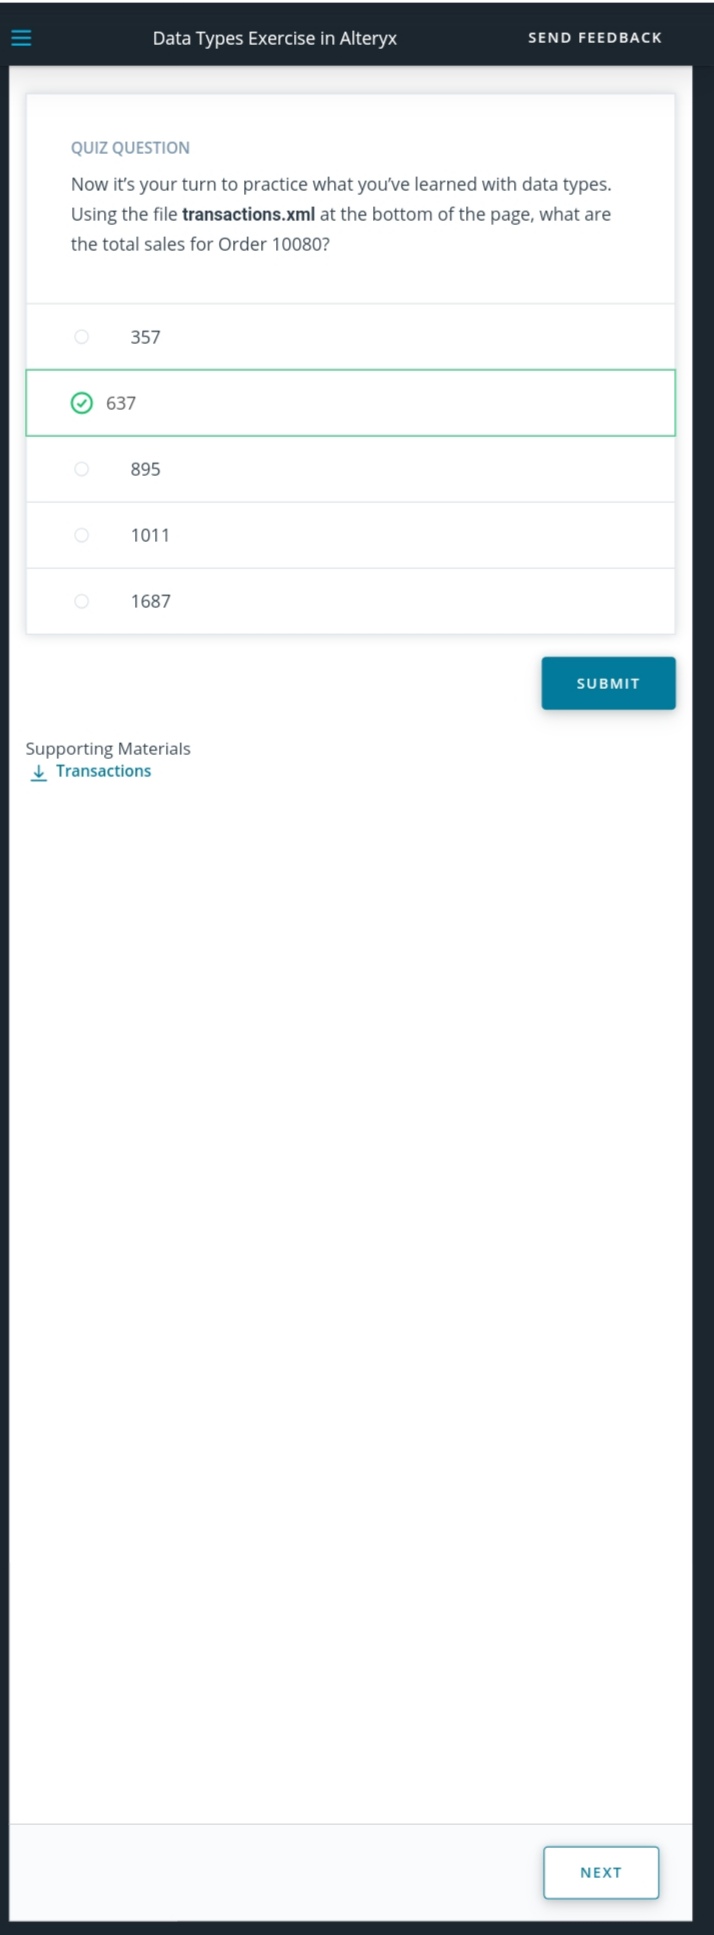 Data Types Exercise in Alteryx
SEND FEEDBACK
QUIZ QUESTION
Now it’s your turn to practice what you’ve learned with data types.
Using the file transactions.xml at the bottom of the page, what are
the total sales for Order 10080?
357
637
895
1011
1687
SUBMIT
Supporting Materials
Transactions
NEXT